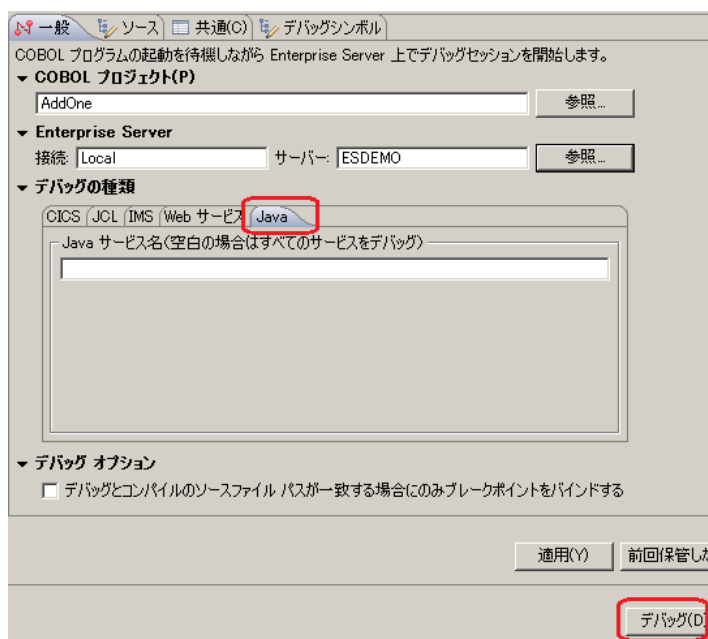 一般 ソース 共通(C) デバッグシンボル
COBOL プログラムの起動を待機しながら Enterprise Server 上でデバッグセッションを開始します。
COBOL プロジェクト(P)
AddOne 参照...
Enterprise Server
接続: Local サーバー: ESDEMO 参照...
デバッグの種類
CICS JCL IMS Web サービス Java
Java サービス名(空白の場合はすべてのサービスをデバッグ)
デバッグ オプション
デバッグとコンパイルのソースファイル パスが一致する場合にのみブレークポイントをバインドする
適用(Y) 前回保管した
デバッグ(D)